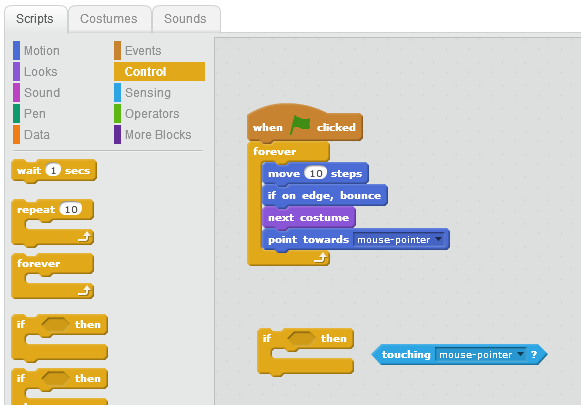 Scripts Costumes Sounds
Motion Events
Looks Control
Sound Sensing
Pen Operators
Data More Blocks
wait 1 secs
repeat 10
forever
if then
if then
when clicked
forever
move 10 steps
if on edge, bounce
next costume
point towards mouse-pointer
if then
touching mouse-pointer ?